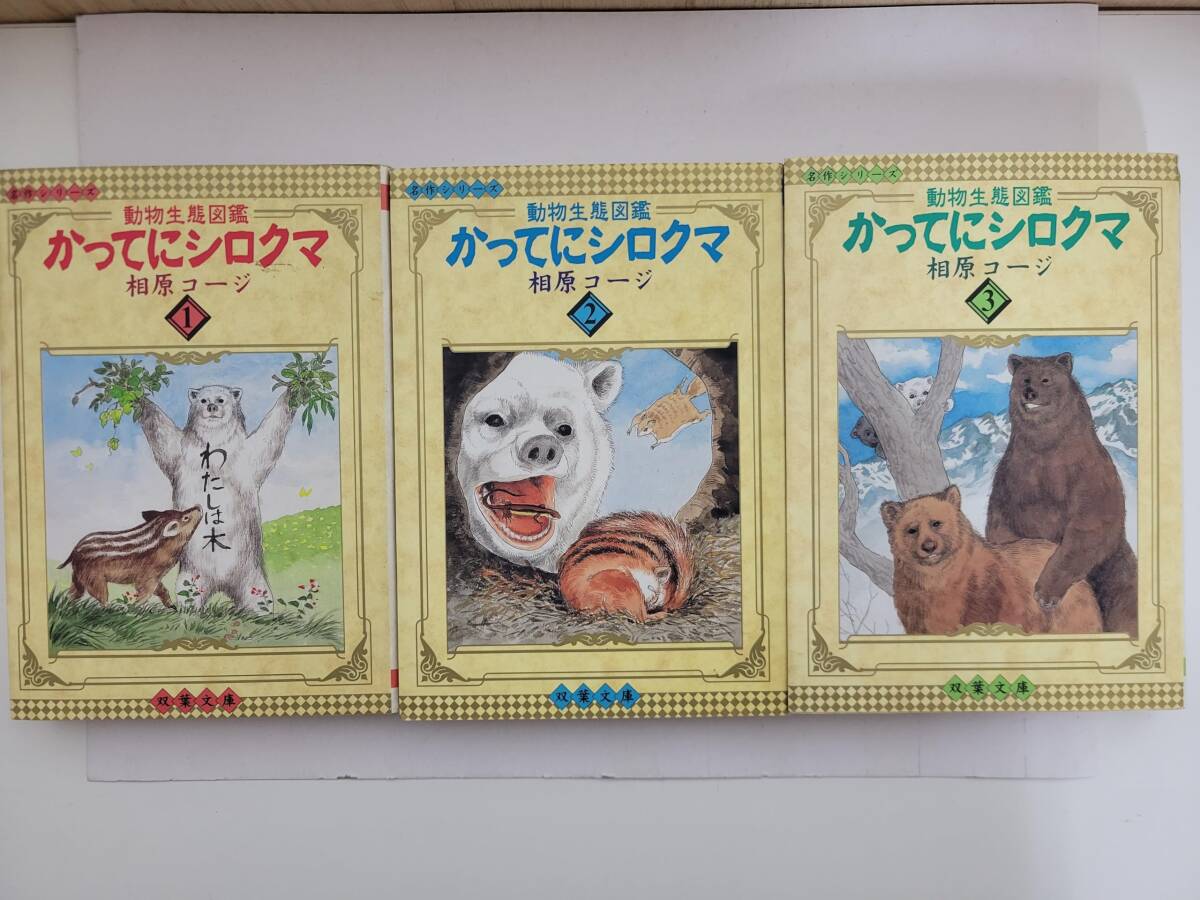 名作シリーズ
動物生態図鑑
かってにシロクマ
相原コージ
1
わたしは木
双葉文庫
名作シリーズ
動物生態図鑑
かってにシロクマ
相原コージ
2
双葉文庫
名作シリーズ
動物生態図鑑
かってにシロクマ
相原コージ
3
双葉文庫